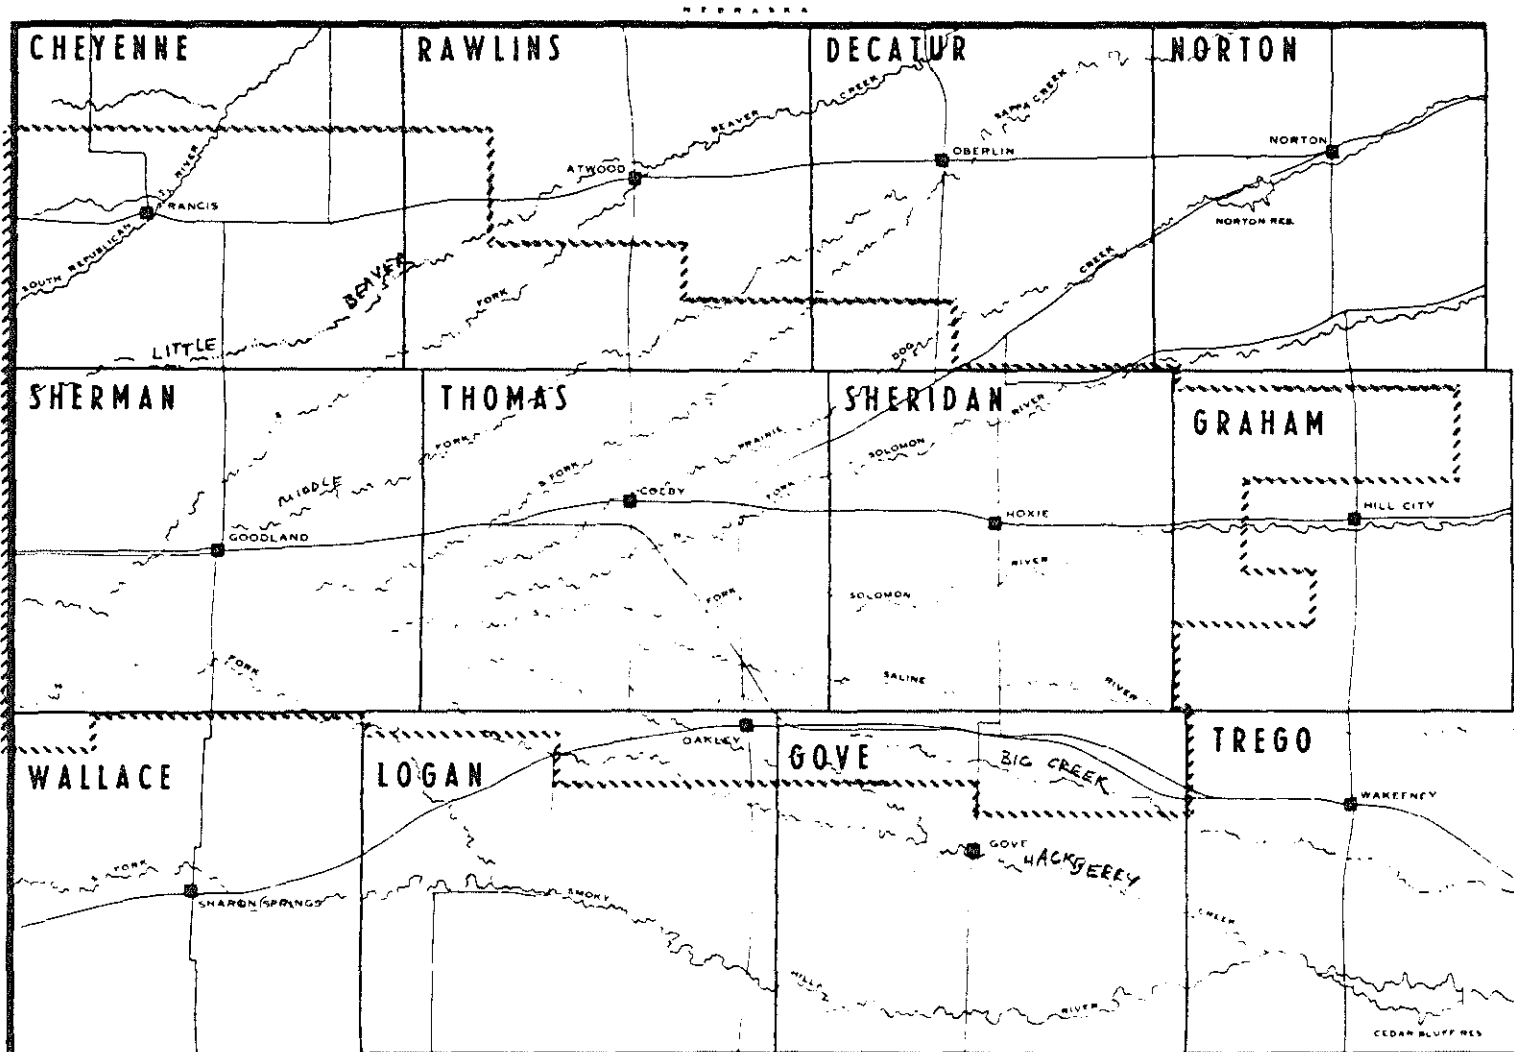 NEBRASKA
CHEYENNE
RAWLINS
DECATUR
NORTON
BEAVER
CREEK
SAPPA CREEK
ATWOOD
OBERLIN
NORTON
S.
RIVER
FRANCIS
SOUTH REPUBLICAN
NORTON RES.
BEAVER
FORK
CREEK
LITTLE
DOG
SHERMAN
THOMAS
SHERIDAN
GRAHAM
S
FORK
PRAIRIE
SOLOMON
RIVER
MIDDLE
S FORK
FORK
COLBY
HOXIE
HILL CITY
GOODLAND
N
FORK
SOLOMON
RIVER
S
FORK
N
SALINE
RIVER
WALLACE
LOGAN
OAKLEY
GOVE
BIG CREEK
TREGO
WAKEENEY
GOVE
HACKBERRY
S FORK
SHARON SPRINGS
SMOKY
CREEK
HILL
RIVER
CEDAR BLUFF RES